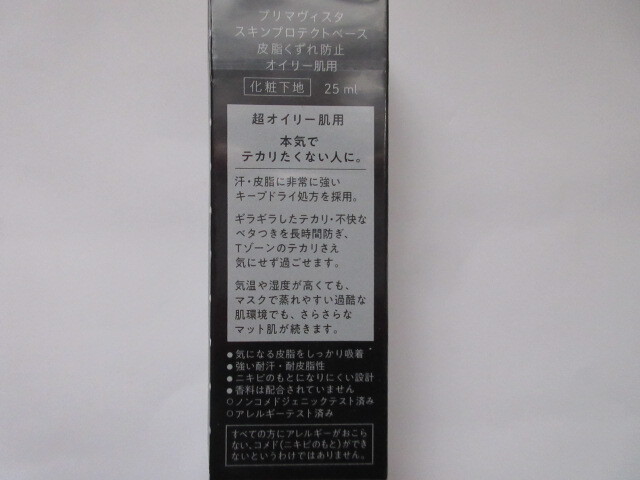 プリマヴィスタ
スキンプロテクトベース
皮脂くずれ防止
オイリー肌用
化粧下地 25 ml
超オイリー肌用
本気で
テカリたくない人に。
汗・皮脂に非常に強い
キープドライ処方を採用。
ギラギラしたテカリ・不快な
ベタつきを長時間防ぎ、
Tゾーンのテカリさえ
気にせず過ごせます。
気温や湿度が高くても、
マスクで蒸れやすい過酷な
肌環境でも、さらさらな
マット肌が続きます。
●気になる皮脂をしっかり吸着
●強い耐汗・耐皮脂性
●ニキビのもとになりにくい設計
●香料は配合されていません
○ノンコメドジェニックテスト済み
○アレルギーテスト済み
すべての方にアレルギーがおこら
ない、コメド(ニキビのもと)ができ
ないというわけではありません。